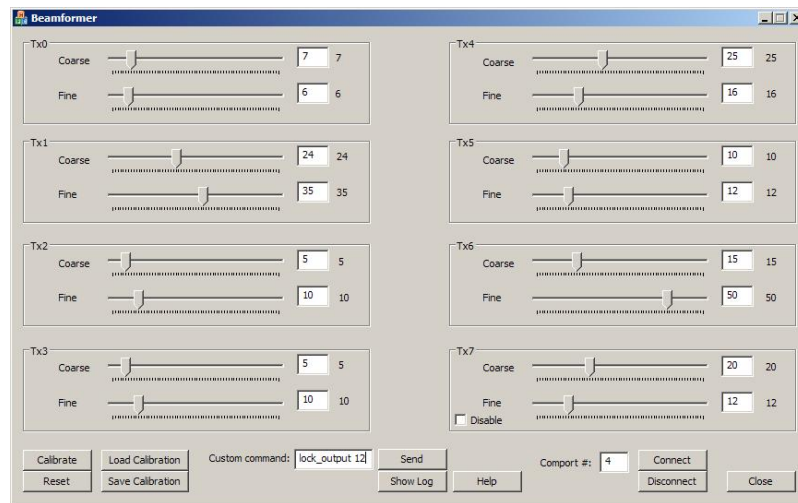 Beamformer
Tx0
Coarse 7 7
Fine 6 6
Tx1
Coarse 24 24
Fine 35 35
Tx2
Coarse 5 5
Fine 10 10
Tx3
Coarse 5 5
Fine 10 10
Tx4
Coarse 25 25
Fine 16 16
Tx5
Coarse 10 10
Fine 12 12
Tx6
Coarse 15 15
Fine 50 50
Tx7
Coarse 20 20
Fine 12 12
Disable
Calibrate Load Calibration Custom command: lock_output 12 Send Comport #: 4 Connect
Reset Save Calibration Show Log Help Disconnect Close